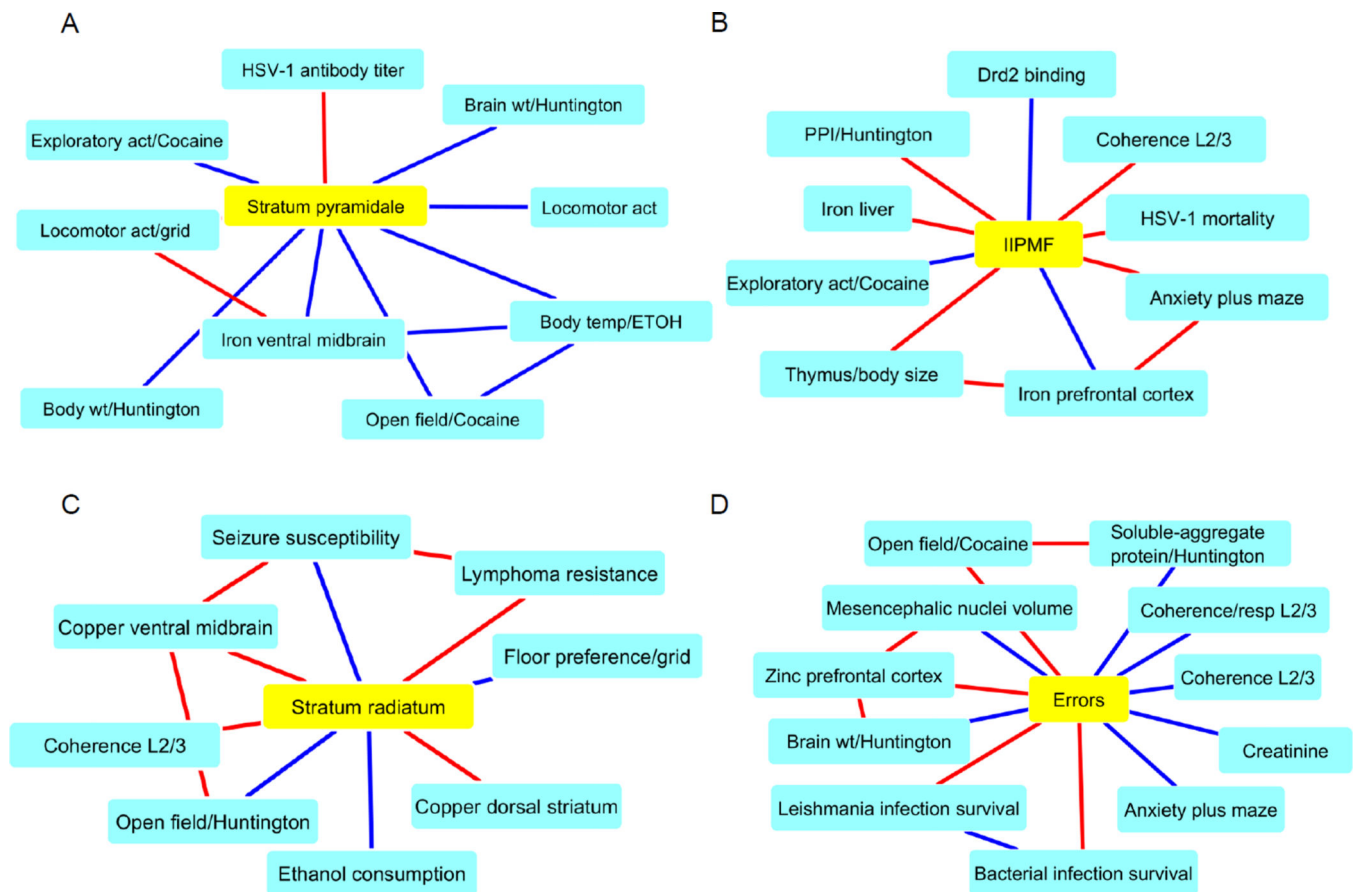 A
HSV-1 antibody titer
Brain wt/Huntington
Exploratory act/Cocaine
Stratum pyramidale
Locomotor act
Locomotor act/grid
Body temp/ETOH
Iron ventral midbrain
Body wt/Huntington
Open field/Cocaine
B
Drd2 binding
PPI/Huntington
Coherence L2/3
Iron liver
HSV-1 mortality
IIPMF
Exploratory act/Cocaine
Anxiety plus maze
Thymus/body size
Iron prefrontal cortex
C
Seizure susceptibility
Lymphoma resistance
Copper ventral midbrain
Floor preference/grid
Stratum radiatum
Coherence L2/3
Copper dorsal striatum
Open field/Huntington
Ethanol consumption
D
Open field/Cocaine
Soluble-aggregate
protein/Huntington
Mesencephalic nuclei volume
Coherence/resp L2/3
Zinc prefrontal cortex
Coherence L2/3
Errors
Brain wt/Huntington
Creatinine
Leishmania infection survival
Anxiety plus maze
Bacterial infection survival